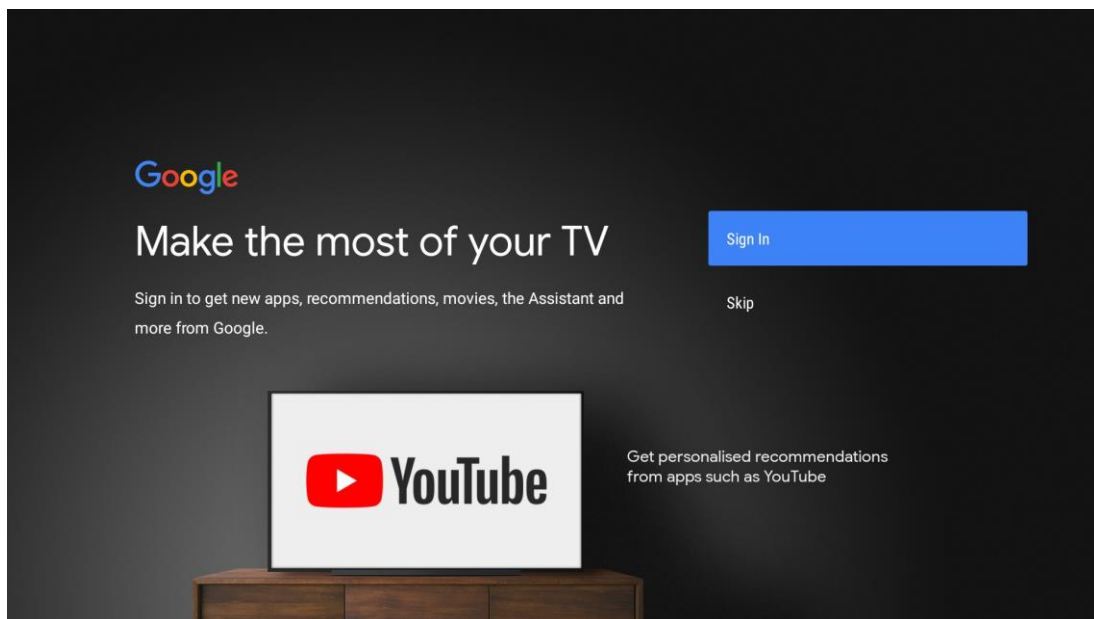 Google
Make the most of your TV
Sign in to get new apps, recommendations, movies, the Assistant and
more from Google.
Sign In
Skip
YouTube
Get personalised recommendations
from apps such as YouTube